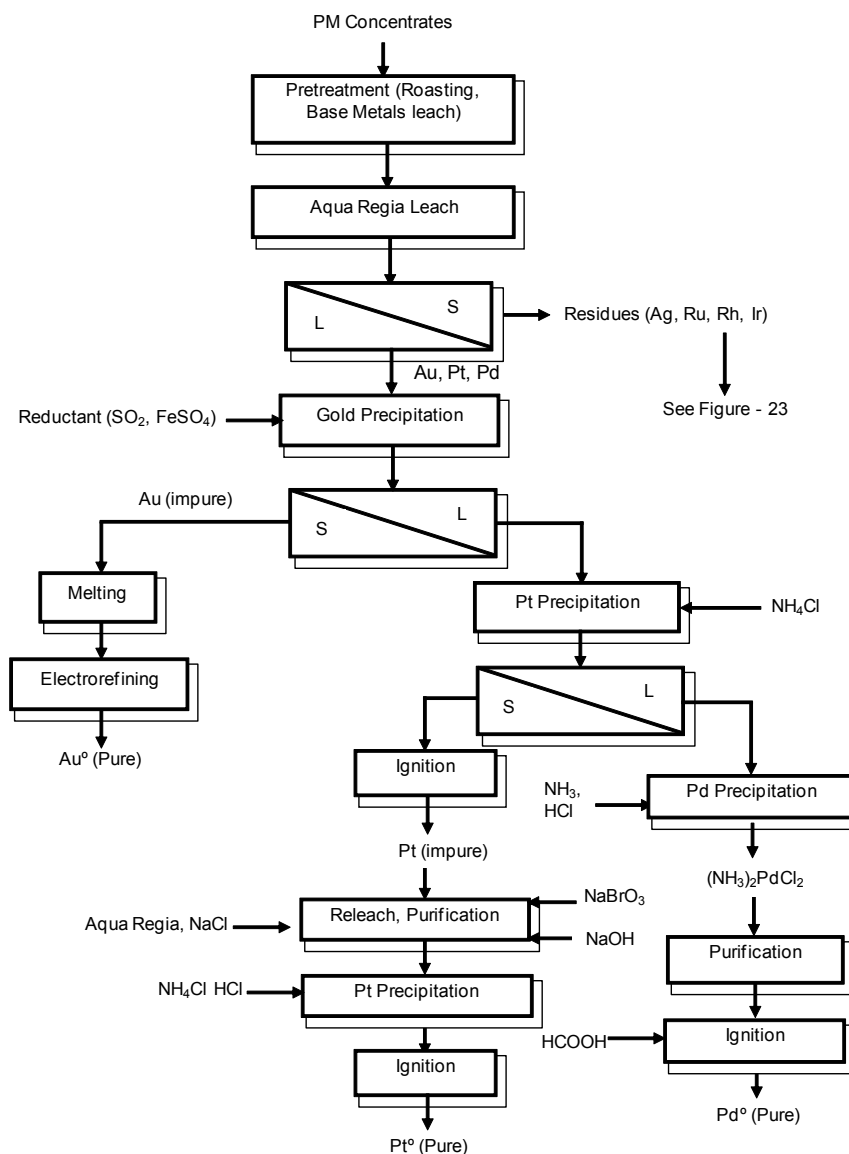 PM Concentrates
Pretreatment (Roasting,
Base Metals leach)
Aqua Regia Leach
S
L
Residues (Ag, Ru, Rh, Ir)
Au, Pt, Pd
See Figure - 23
Reductant (SO₂, FeSO₄)
Gold Precipitation
Au (impure)
L
S
Melting
Pt Precipitation
NH₄Cl
Electrorefining
L
S
Auº (Pure)
Ignition
NH₃,
HCl
Pd Precipitation
Pt (impure)
(NH₃)₂PdCl₂
NaBrO₃
Aqua Regia, NaCl
Releach, Purification
NaOH
Purification
NH₄Cl HCl
Pt Precipitation
HCOOH
Ignition
Ignition
Pdº (Pure)
Ptº (Pure)